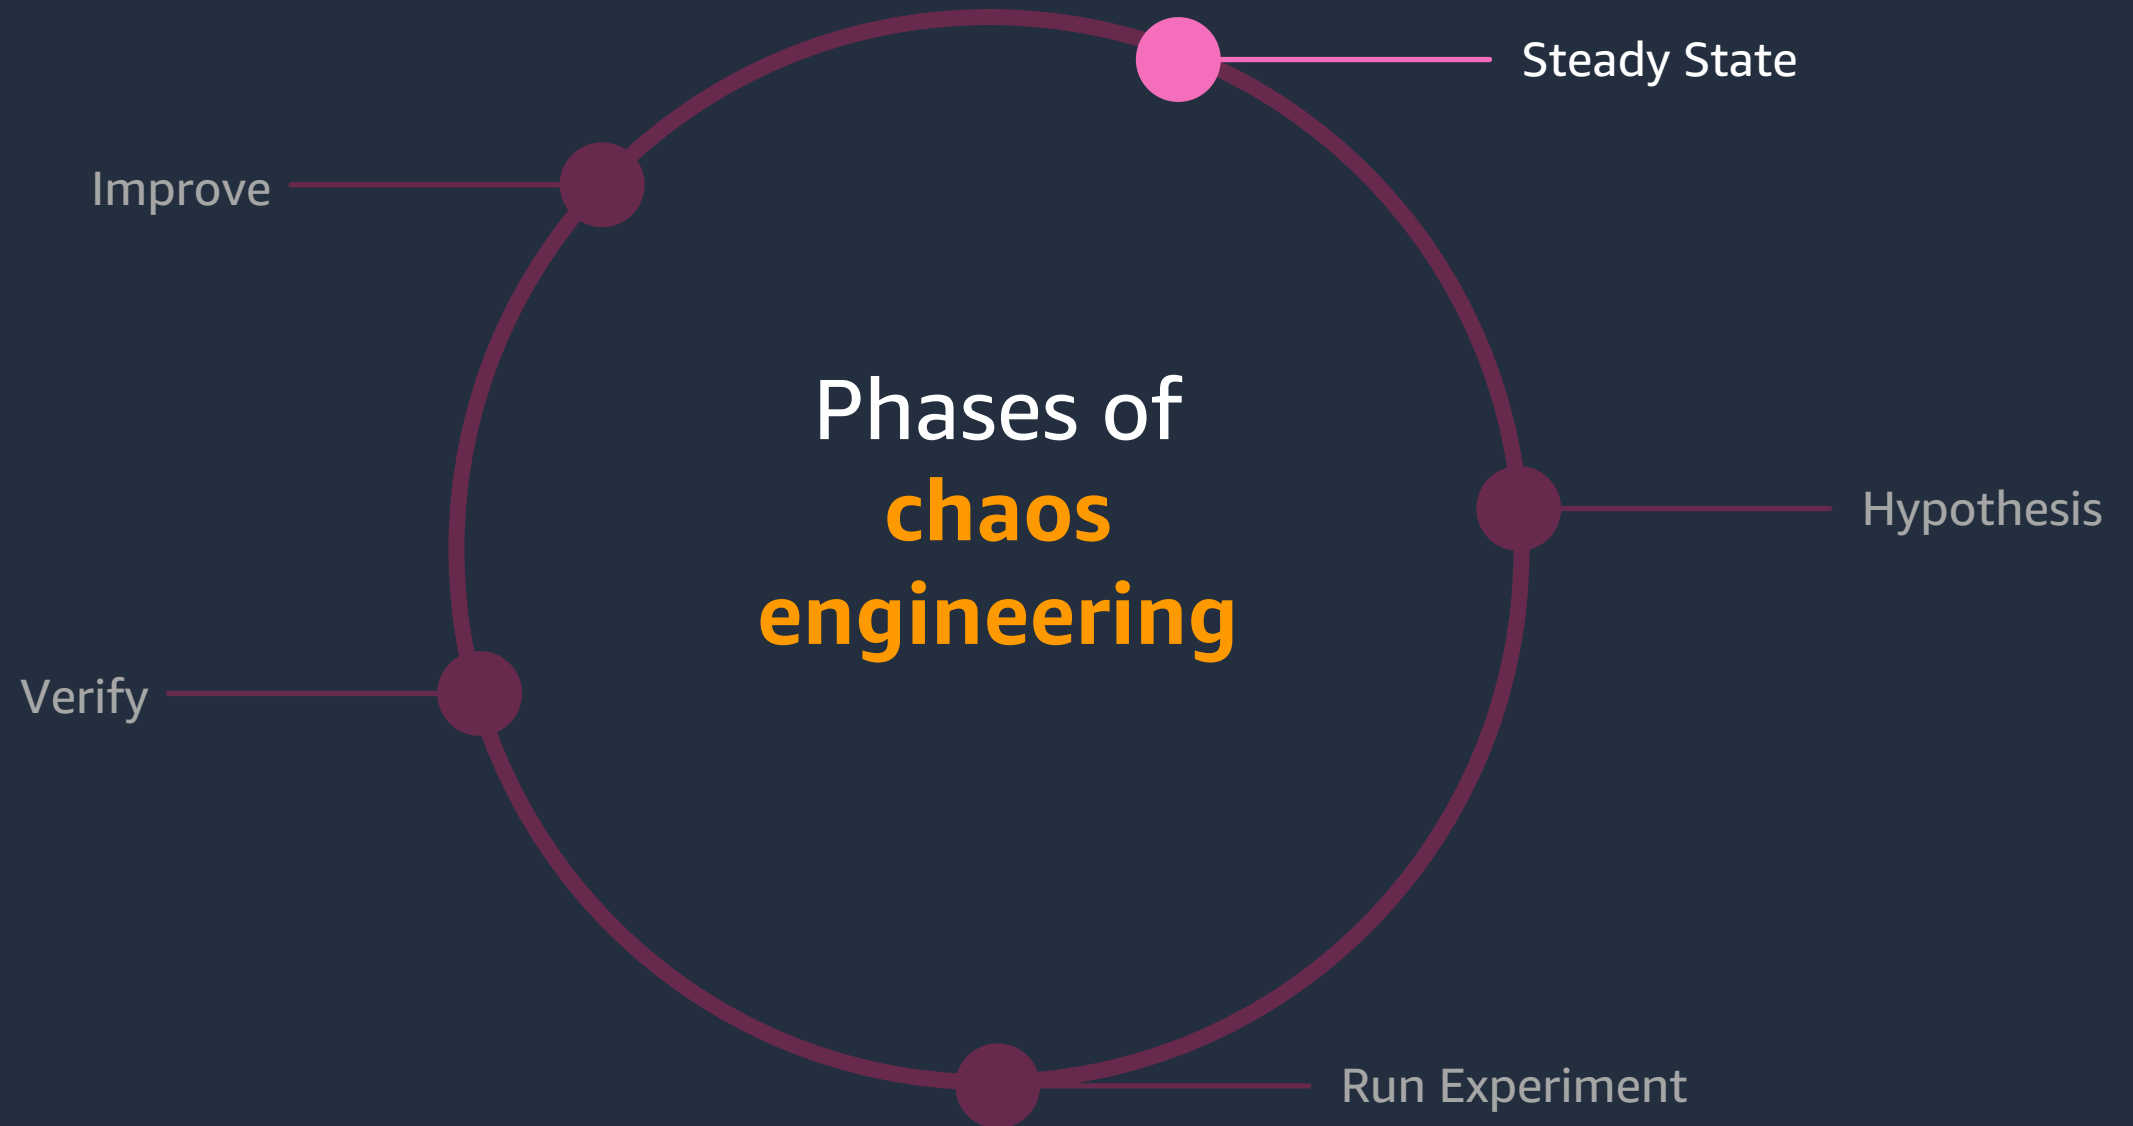 Phases of
chaos
engineering
Steady State
Hypothesis
Run Experiment
Verify
Improve